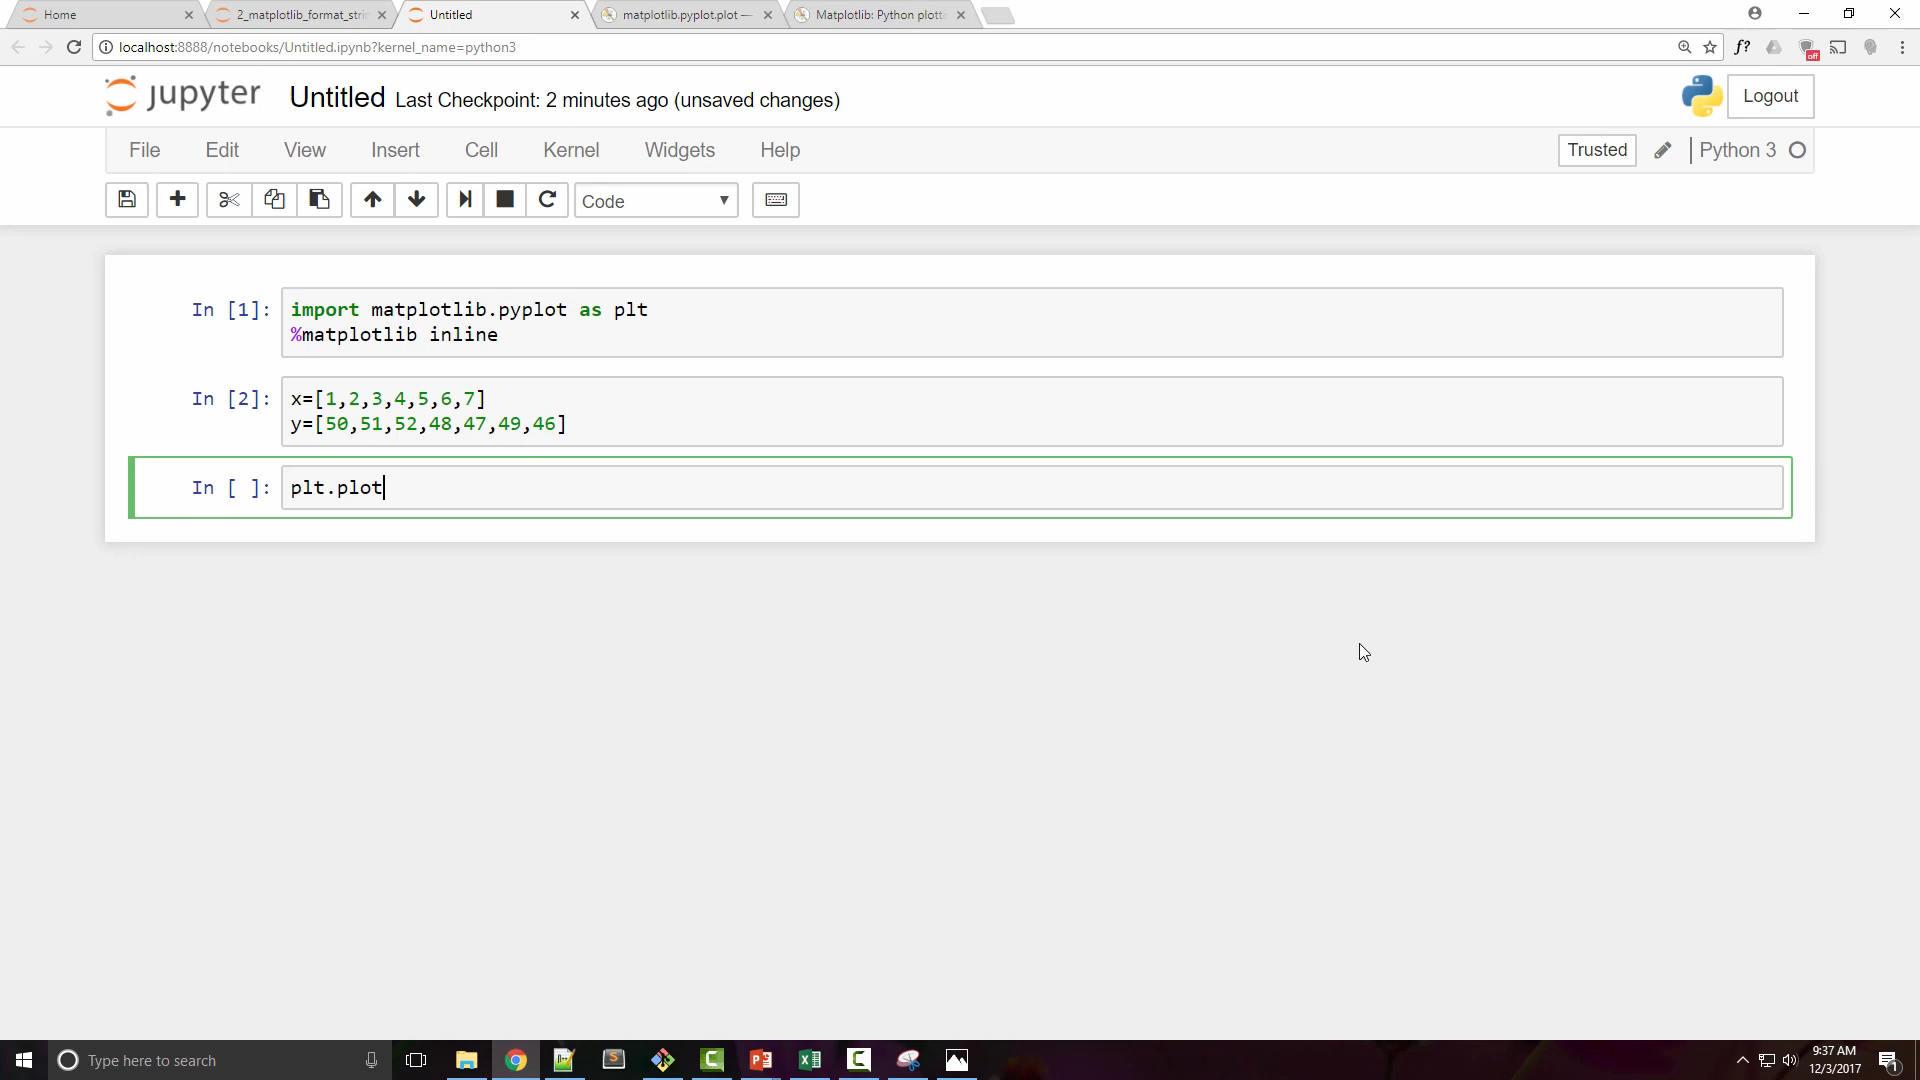 Home
2_matplotlib_format_stri
Untitled
matplotlib.pyplot.plot —
Matplotlib: Python plott
localhost:8888/notebooks/Untitled.ipynb?kernel_name=python3
f?
off
jupyter Untitled Last Checkpoint: 2 minutes ago (unsaved changes)
Logout
File Edit View Insert Cell Kernel Widgets Help
Trusted
Python 3
Code
In [1]: import matplotlib.pyplot as plt
%matplotlib inline
In [2]: x=[1,2,3,4,5,6,7]
y=[50,51,52,48,47,49,46]
In [ ]: plt.plot
Type here to search
9:37 AM
12/3/2017
1